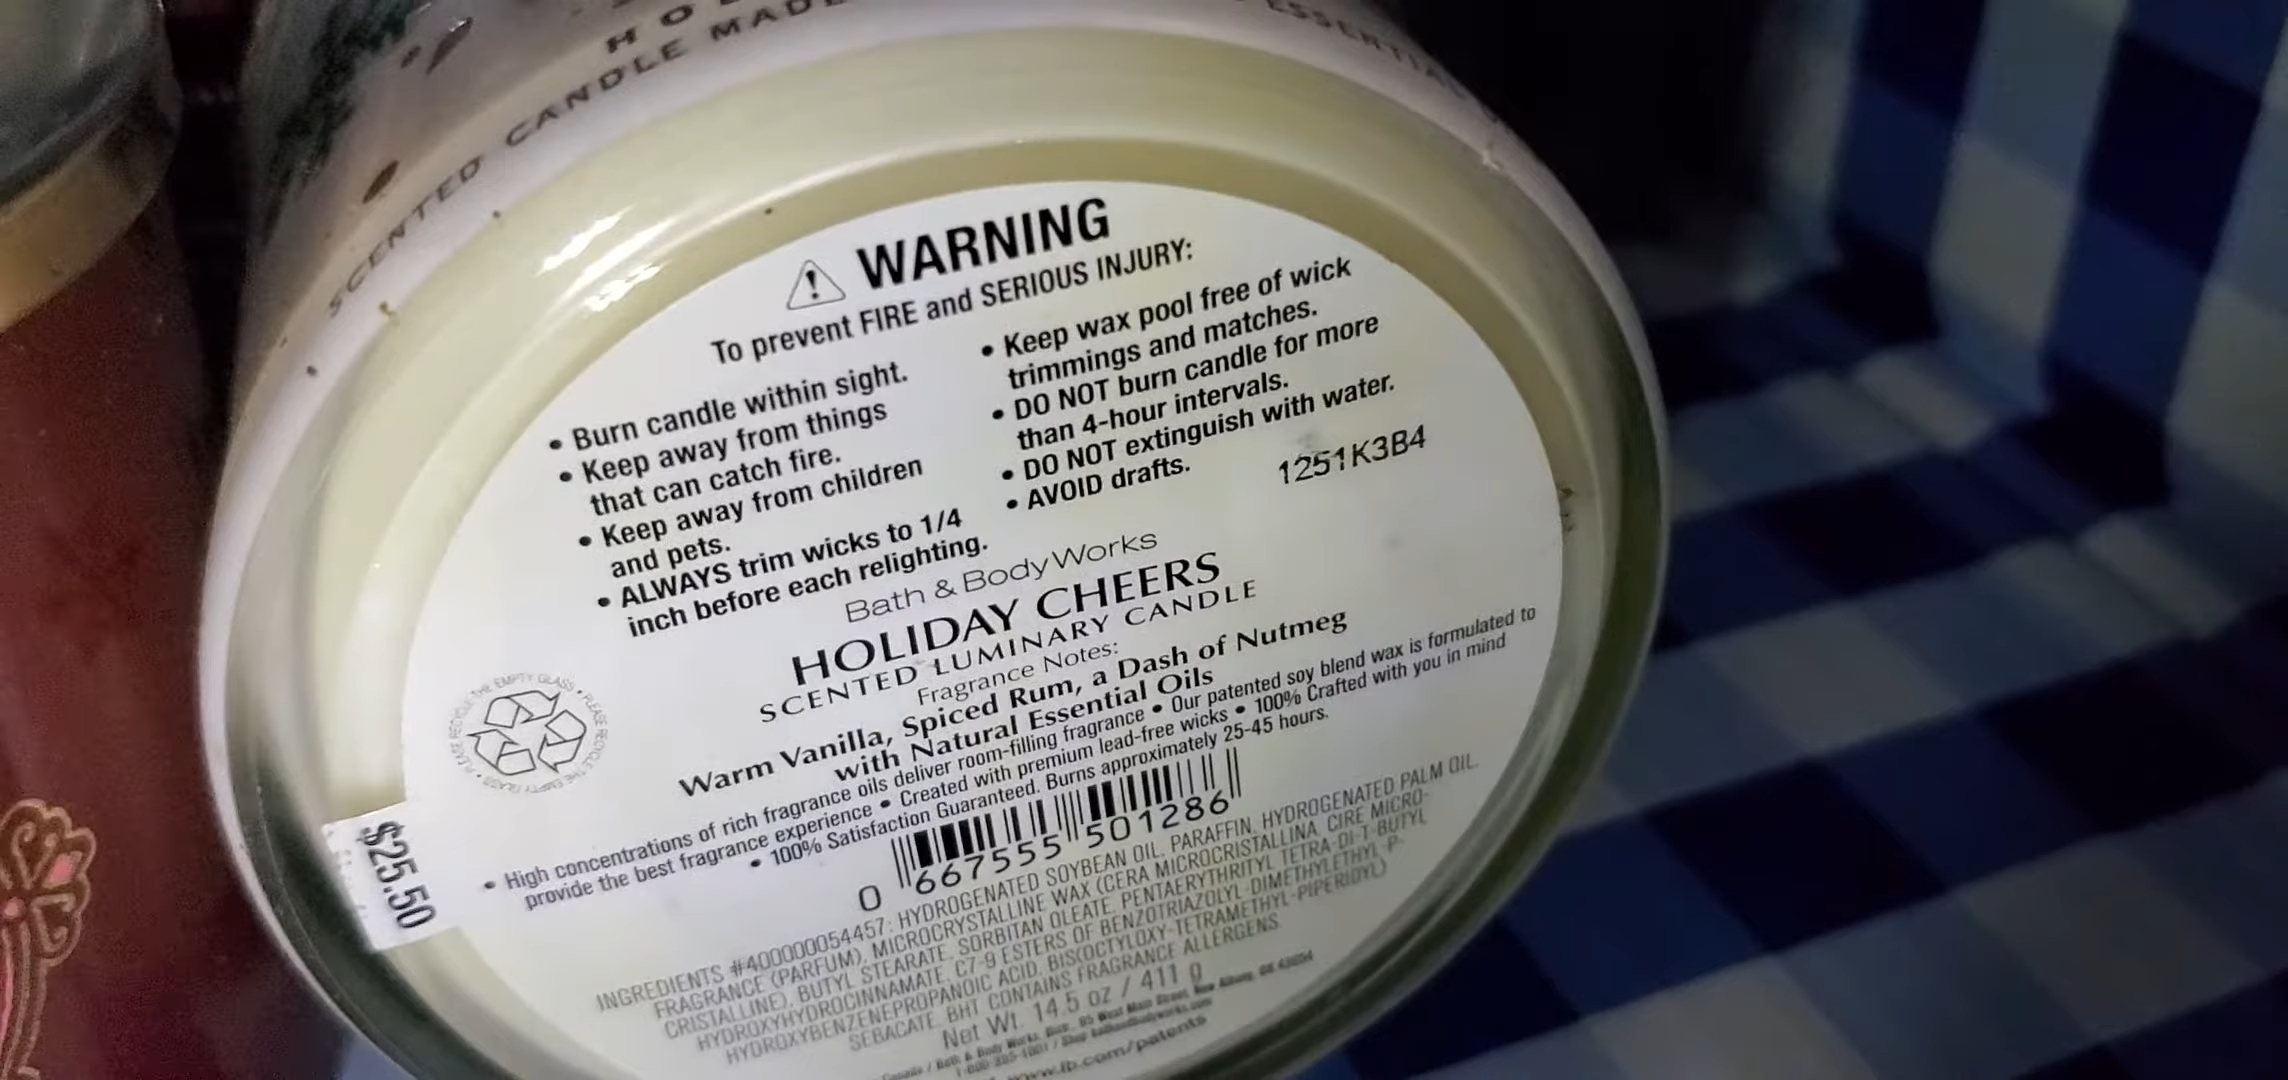 HO
SCENTED CANDLE MADE
ESSENTIAL
WARNING
To prevent FIRE and SERIOUS INJURY:
• Burn candle within sight.
• Keep away from things
that can catch fire.
• Keep away from children
and pets.
• ALWAYS trim wicks to 1/4
inch before each relighting.
• Keep wax pool free of wick
trimmings and matches.
• DO NOT burn candle for more
than 4-hour intervals.
• DO NOT extinguish with water.
• AVOID drafts.
1251K3B4
Bath & Body Works
HOLIDAY CHEERS
SCENTED LUMINARY CANDLE
Fragrance Notes:
Warm Vanilla, Spiced Rum, a Dash of Nutmeg
with Natural Essential Oils
• High concentrations of rich fragrance oils deliver room-filling fragrance • Our patented soy blend wax is formulated to
provide the best fragrance experience • Created with premium lead-free wicks • 100% Crafted with you in mind
• 100% Satisfaction Guaranteed. Burns approximately 25-45 hours.
PLEASE RECYCLE THE EMPTY GLASS • PLEASE RECYCLE THE EMPTY GLASS •
$25.50
0 667555 501286
INGREDIENTS #400000054457: HYDROGENATED SOYBEAN OIL, PARAFFIN, HYDROGENATED PALM OIL,
FRAGRANCE (PARFUM), MICROCRYSTALLINE WAX (CERA MICROCRISTALLINA, CIRE MICRO-
CRISTALLINE), BUTYL STEARATE, SORBITAN OLEATE, PENTAERYTHRITYL TETRA-DI-T-BUTYL
HYDROXYHYDROCINNAMATE, C7-9 ESTERS OF BENZOTRIAZOLYL-DIMETHYLETHYL-P-
HYDROXYBENZENEPROPANOIC ACID, BIS(OCTYLOXY-TETRAMETHYL-PIPERIDYL)
SEBACATE, BHT CONTAINS FRAGRANCE ALLERGENS.
Net Wt. 14.5 oz / 411 g
Canada / Bath & Body Works, Dist., 95 West Main Street, New Albany, OH 43054
1-800-395-1001 / Shop bathandbodyworks.com
www.lb.com/patents